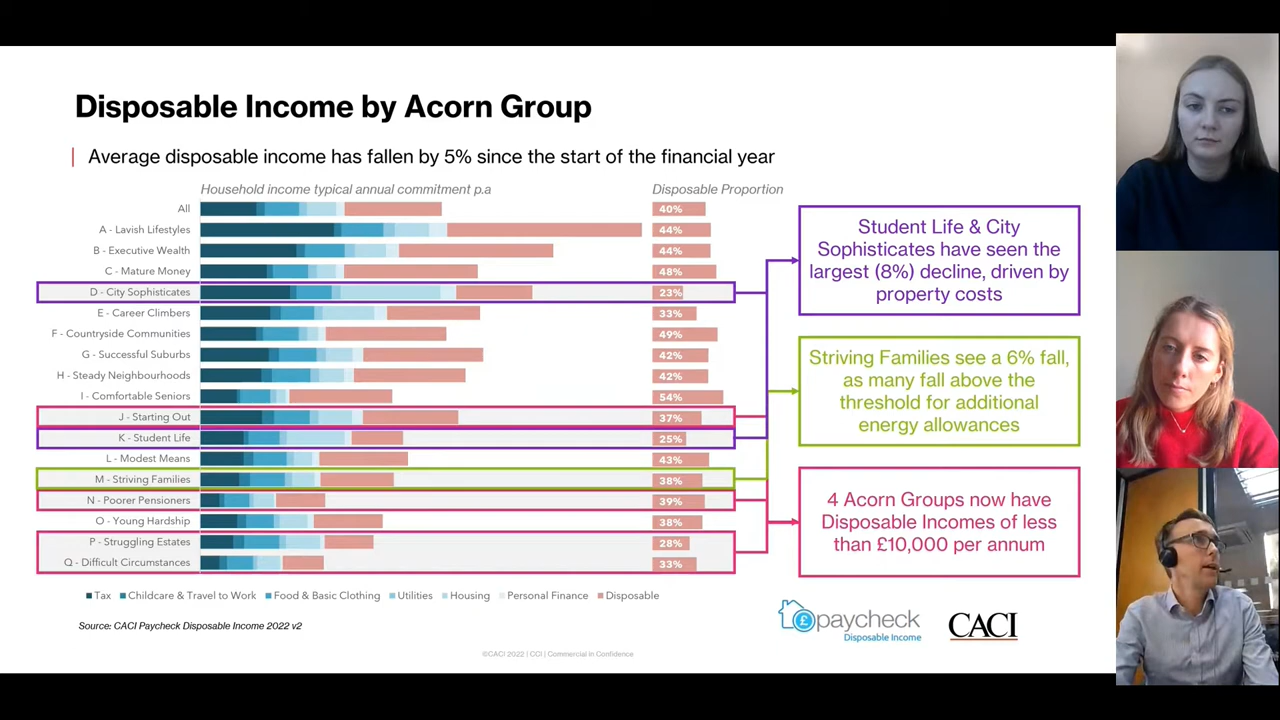 Disposable Income by Acorn Group
Average disposable income has fallen by 5% since the start of the financial year
Household income typical annual commitment p.a
Disposable Proportion
All 40%
A - Lavish Lifestyles 44%
B - Executive Wealth 44%
C - Mature Money 48%
D - City Sophisticates 23%
E - Career Climbers 33%
F - Countryside Communities 49%
G - Successful Suburbs 42%
H - Steady Neighbourhoods 42%
I - Comfortable Seniors 54%
J - Starting Out 37%
K - Student Life 25%
L - Modest Means 43%
M - Striving Families 38%
N - Poorer Pensioners 39%
O - Young Hardship 38%
P - Struggling Estates 28%
Q - Difficult Circumstances 33%
Tax Childcare & Travel to Work Food & Basic Clothing Utilities Housing Personal Finance Disposable
Student Life & City
Sophisticates have seen the
largest (8%) decline, driven by
property costs
Striving Families see a 6% fall,
as many fall above the
threshold for additional
energy allowances
4 Acorn Groups now have
Disposable Incomes of less
than £10,000 per annum
Source: CACI Paycheck Disposable Income 2022 v2
£ paycheck
Disposable Income
CACI
©CACI 2022 | CCI | Commercial In Confidence